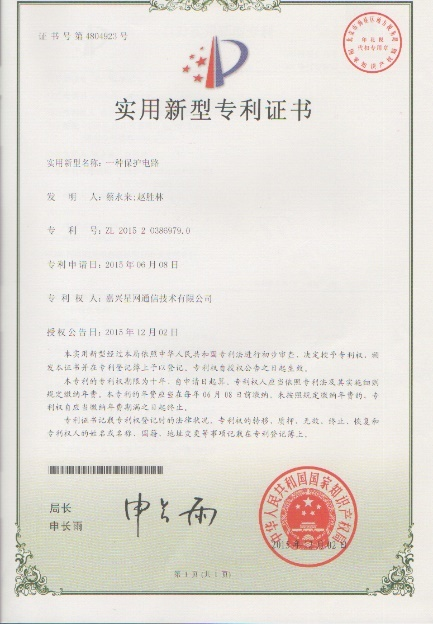 证书号第4804823号
实用新型专利证书
实用新型名称：一种保护电路
发 明 人：蔡永来;赵胜林
专 利 号：ZL 2015 2 0386979.0
专利申请日：2015年06月08日
专 利 权 人：嘉兴星网通信技术有限公司
授权公告日：2015年12月02日
本实用新型经过本局依照中华人民共和国专利法进行初步审查，决定授予专利权，颁
发本证书并在专利登记簿上予以登记。专利权自授权公告之日起生效。
本专利的专利权期限为十年，自申请日起算。专利权人应当依照专利法及其实施细则
规定缴纳年费。本专利的年费应当在每年06月08日前缴纳。未按照规定缴纳年费的，专
利权自应当缴纳年费期满之日起终止。
专利证书记载专利权登记时的法律状况。专利权的转移、质押、无效、终止、恢复和
专利权人的姓名或名称、国籍、地址变更等事项记载在专利登记簿上。
局长
申长雨
申长雨
中华人民共和国国家知识产权局
2015年12月02日
第1页(共1页)